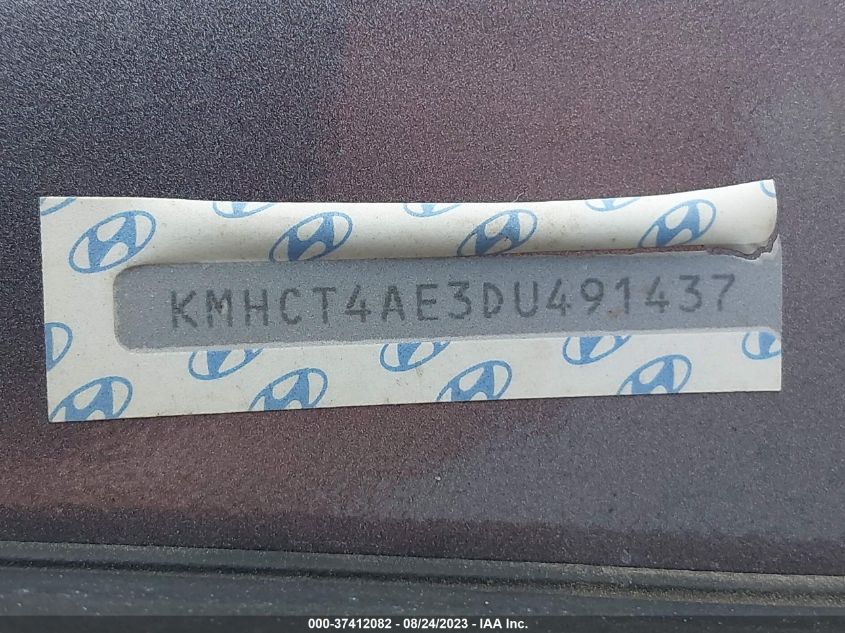 KMHCT4AE3DU491437
000-37412082 - 08/24/2023 - IAA Inc.